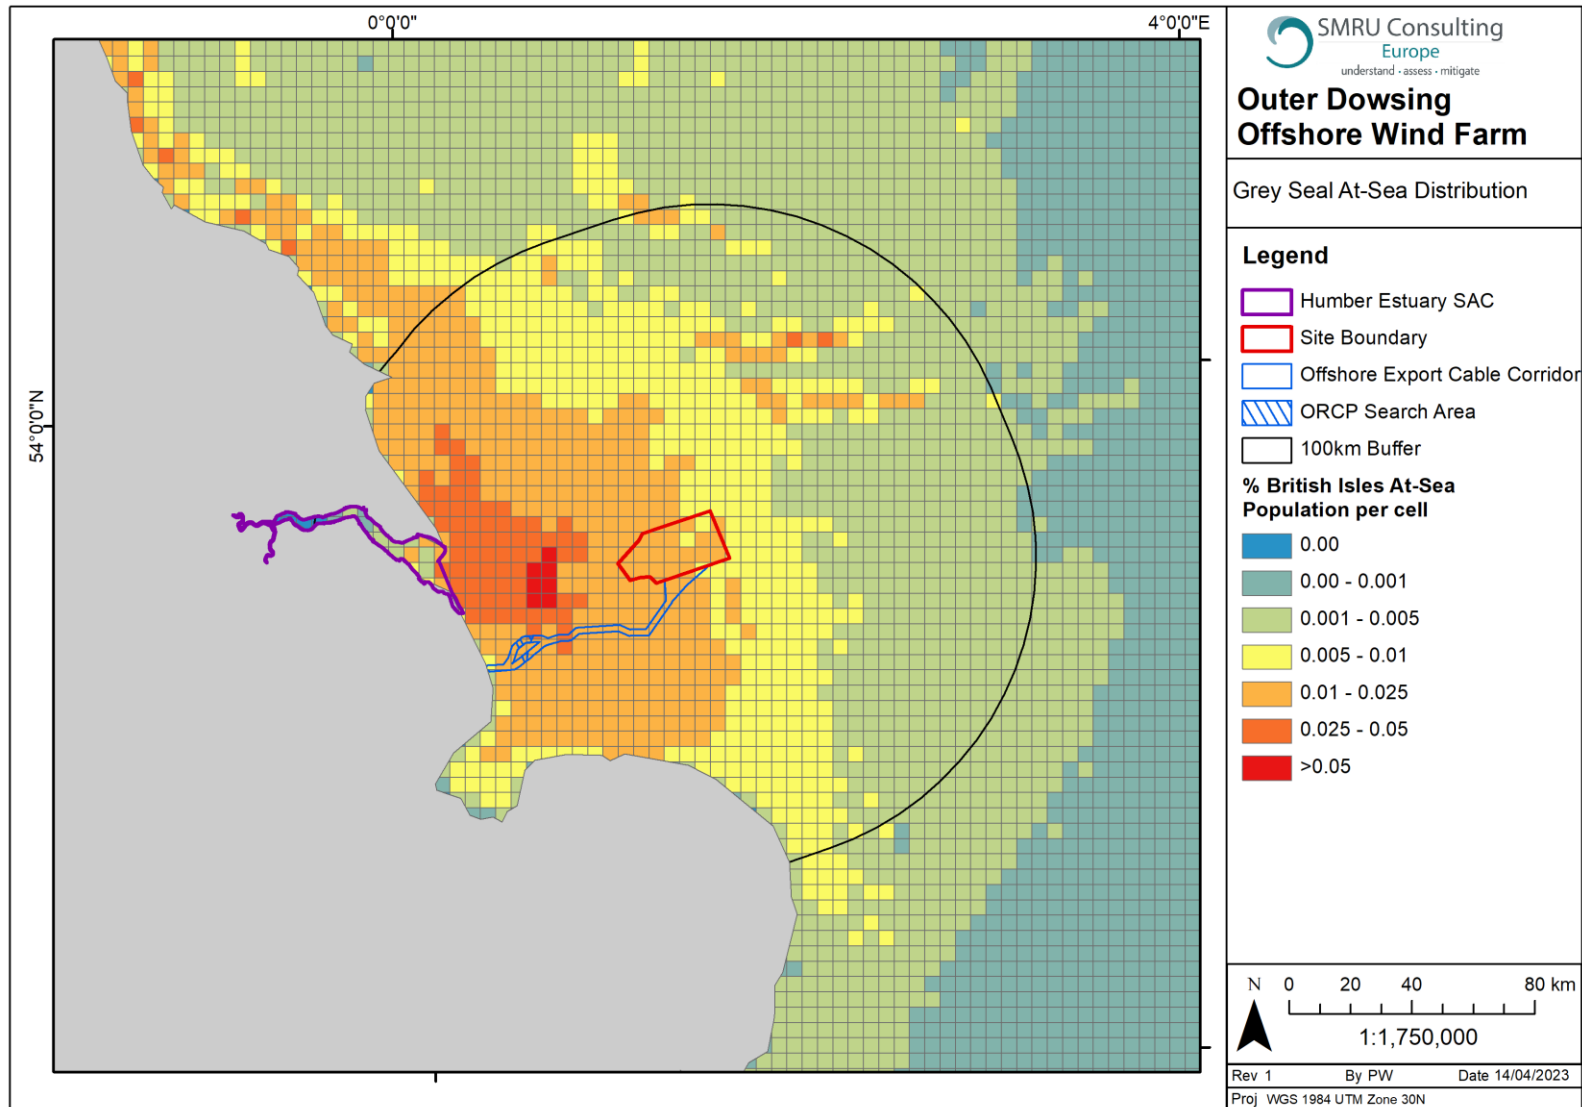 0°0'0"
4°0'0"E
54°0'0"N
SMRU Consulting
Europe
understand - assess - mitigate
Outer Dowsing
Offshore Wind Farm
Grey Seal At-Sea Distribution
Legend
Humber Estuary SAC
Site Boundary
Offshore Export Cable Corridor
ORCP Search Area
100km Buffer
% British Isles At-Sea
Population per cell
0.00
0.00 - 0.001
0.001 - 0.005
0.005 - 0.01
0.01 - 0.025
0.025 - 0.05
>0.05
N 0 20 40 80 km
1:1,750,000
Rev 1 By PW Date 14/04/2023
Proj WGS 1984 UTM Zone 30N